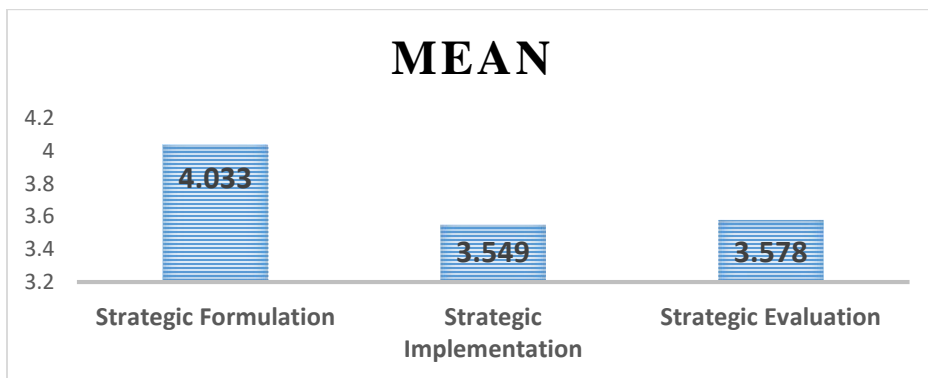 MEAN
4.2
4
3.8
3.6
3.4
3.2
4.033
3.549
3.578
Strategic Formulation
Strategic
Implementation
Strategic Evaluation